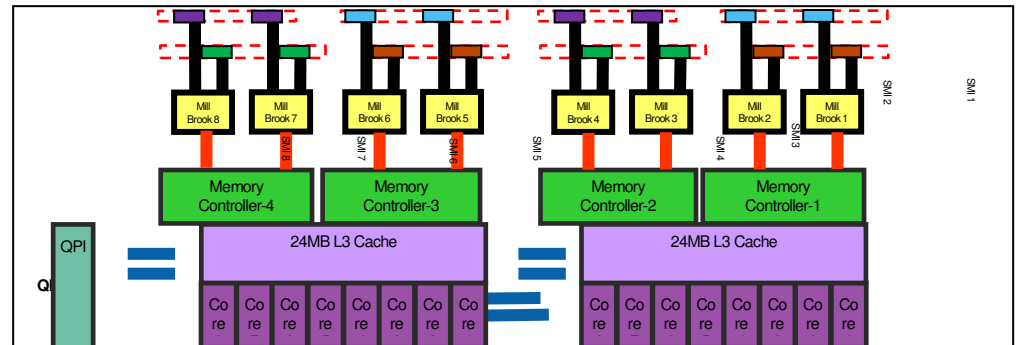 SMI 2
SMI 1
Mill
Brook 8
Mill
Brook 7
Mill
Brook 6
Mill
Brook 5
Mill
Brook 4
Mill
Brook 3
Mill
Brook 2
Mill
Brook 1
SMI 8
SMI 7
SMI 6
SMI 5
SMI 4
SMI 3
Memory
Controller-4
Memory
Controller-3
Memory
Controller-2
Memory
Controller-1
QPI
24MB L3 Cache
24MB L3 Cache
Co
re
Co
re
Co
re
Co
re
Co
re
Co
re
Co
re
Co
re
Co
re
Co
re
Co
re
Co
re
Co
re
Co
re
Co
re
Co
re